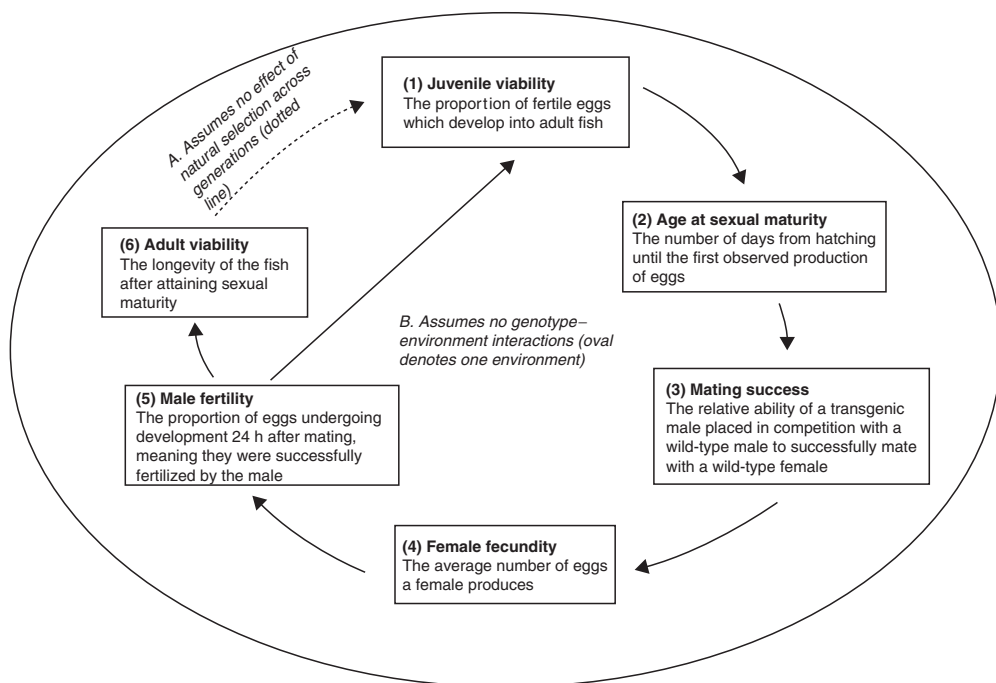 A. Assumes no effect of
natural selection across
generations (dotted
line)
(1) Juvenile viability
The proportion of fertile eggs
which develop into adult fish
(2) Age at sexual maturity
The number of days from hatching
until the first observed production
of eggs
(6) Adult viability
The longevity of the fish
after attaining sexual
maturity
B. Assumes no genotype–
environment interactions (oval
denotes one environment)
(3) Mating success
The relative ability of a transgenic
male placed in competition with a
wild-type male to successfully mate
with a wild-type female
(5) Male fertility
The proportion of eggs undergoing
development 24 h after mating,
meaning they were successfully
fertilized by the male
(4) Female fecundity
The average number of eggs
a female produces